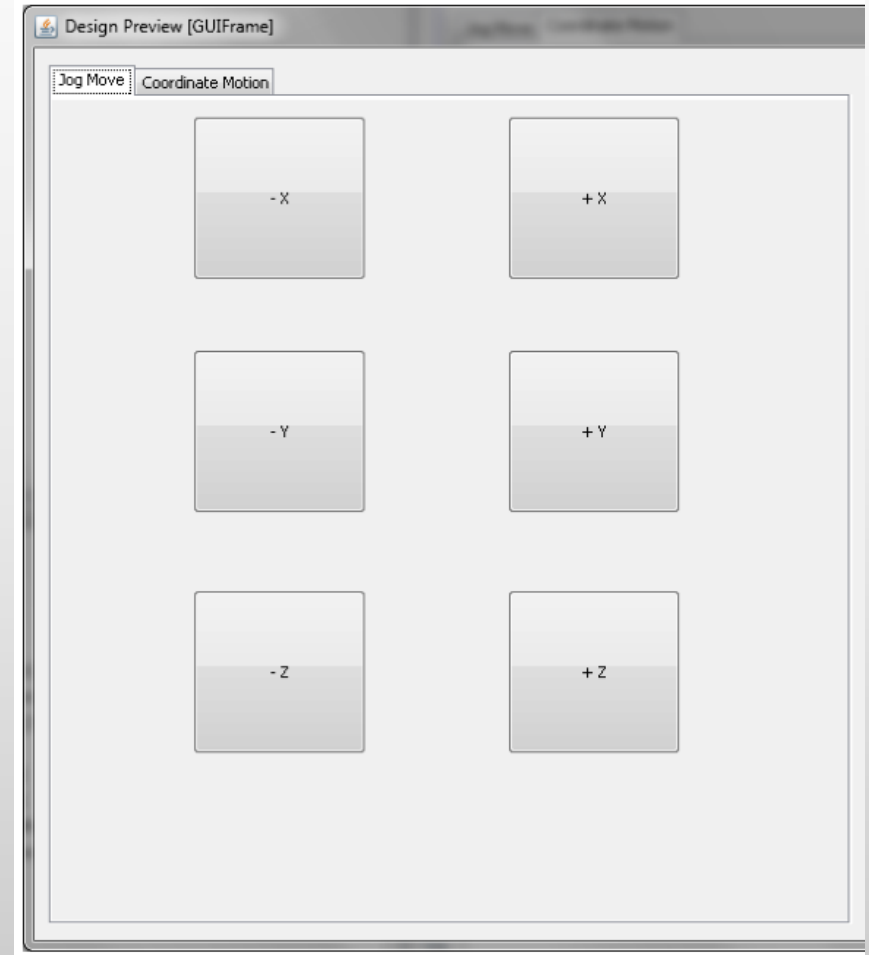 Design Preview [GUIFrame]
Jog Move Coordinate Motion
- X + X
- Y + Y
- Z + Z